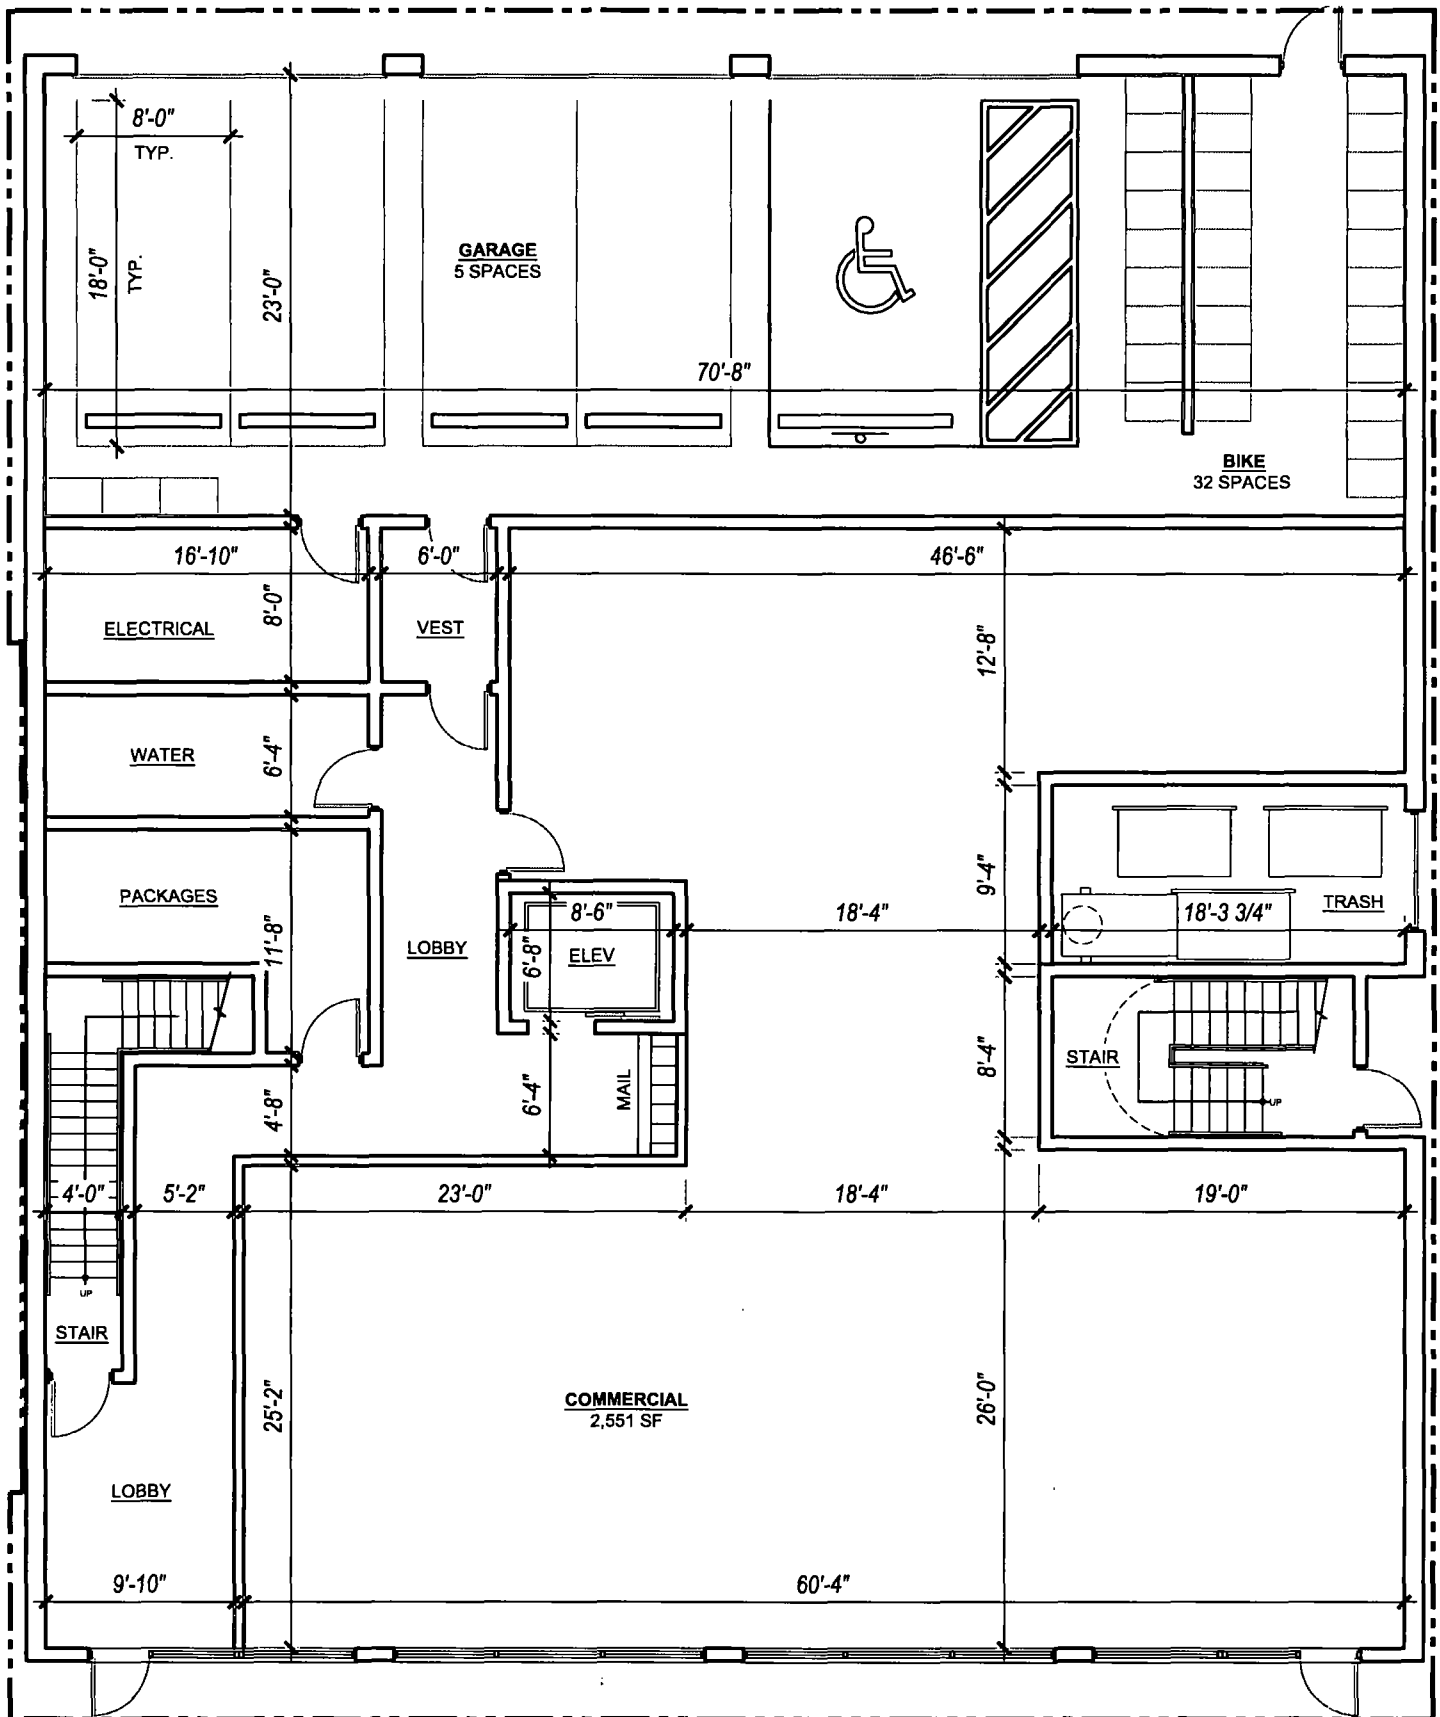 8'-0"
TYP.
18'-0"
TYP.
23'-0"
GARAGE
5 SPACES
70'-8"
BIKE
32 SPACES
16'-10"
6'-0"
46'-6"
8'-0"
ELECTRICAL
VEST
12'-8"
WATER
6'-4"
PACKAGES
11'-8"
LOBBY
8'-6"
6'-8"
ELEV
18'-4"
9'-4"
18'-3 3/4"
TRASH
STAIR
8'-4"
UP
MAIL
6'-4"
4'-8"
4'-0"
5'-2"
23'-0"
18'-4"
19'-0"
UP
STAIR
25'-2"
COMMERCIAL
2,551 SF
26'-0"
LOBBY
9'-10"
60'-4"